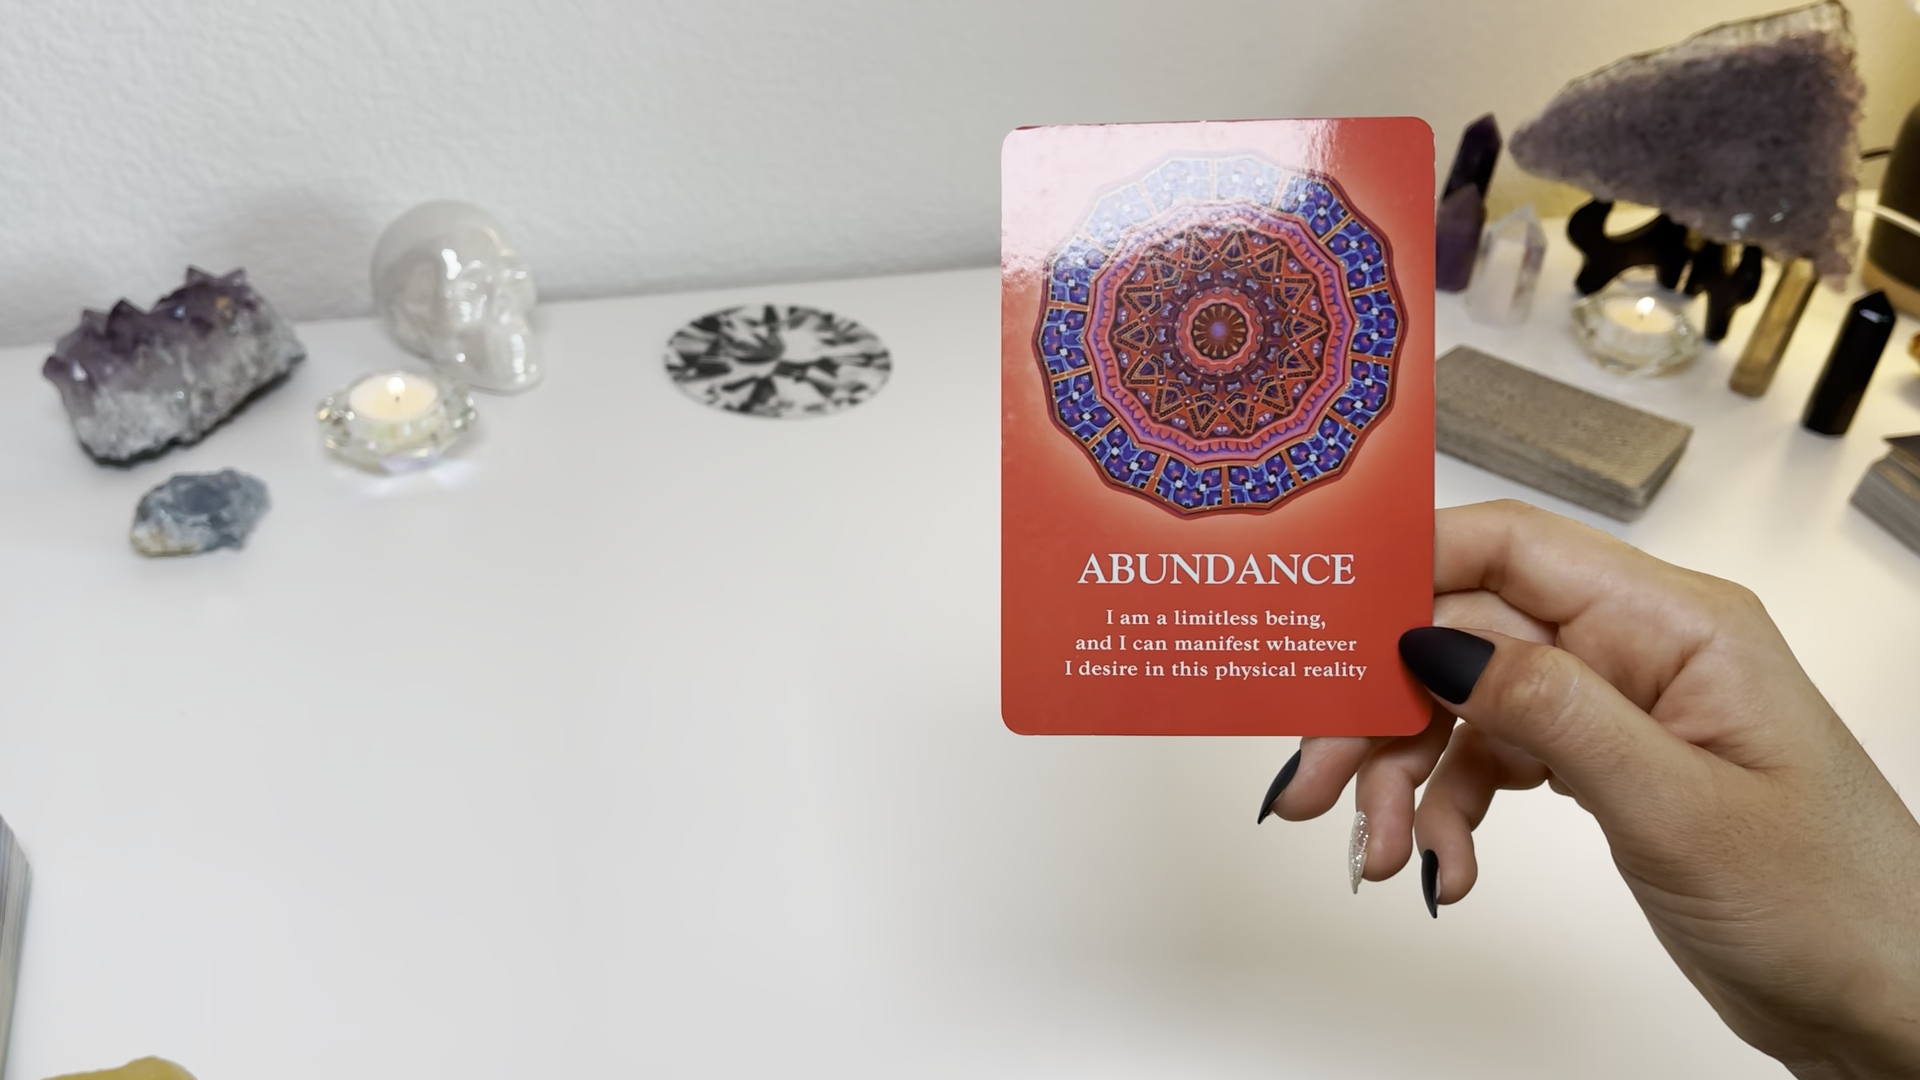 ABUNDANCE
I am a limitless being,
and I can manifest whatever
I desire in this physical reality